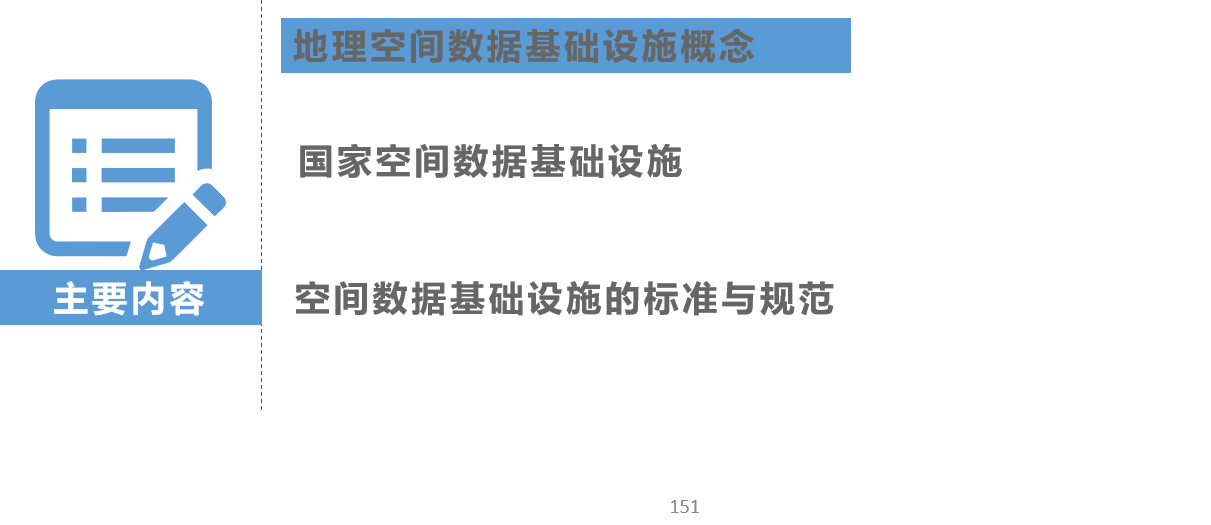 地理空间数据基础设施概念
国家空间数据基础设施
主要内容
空间数据基础设施的标准与规范
151